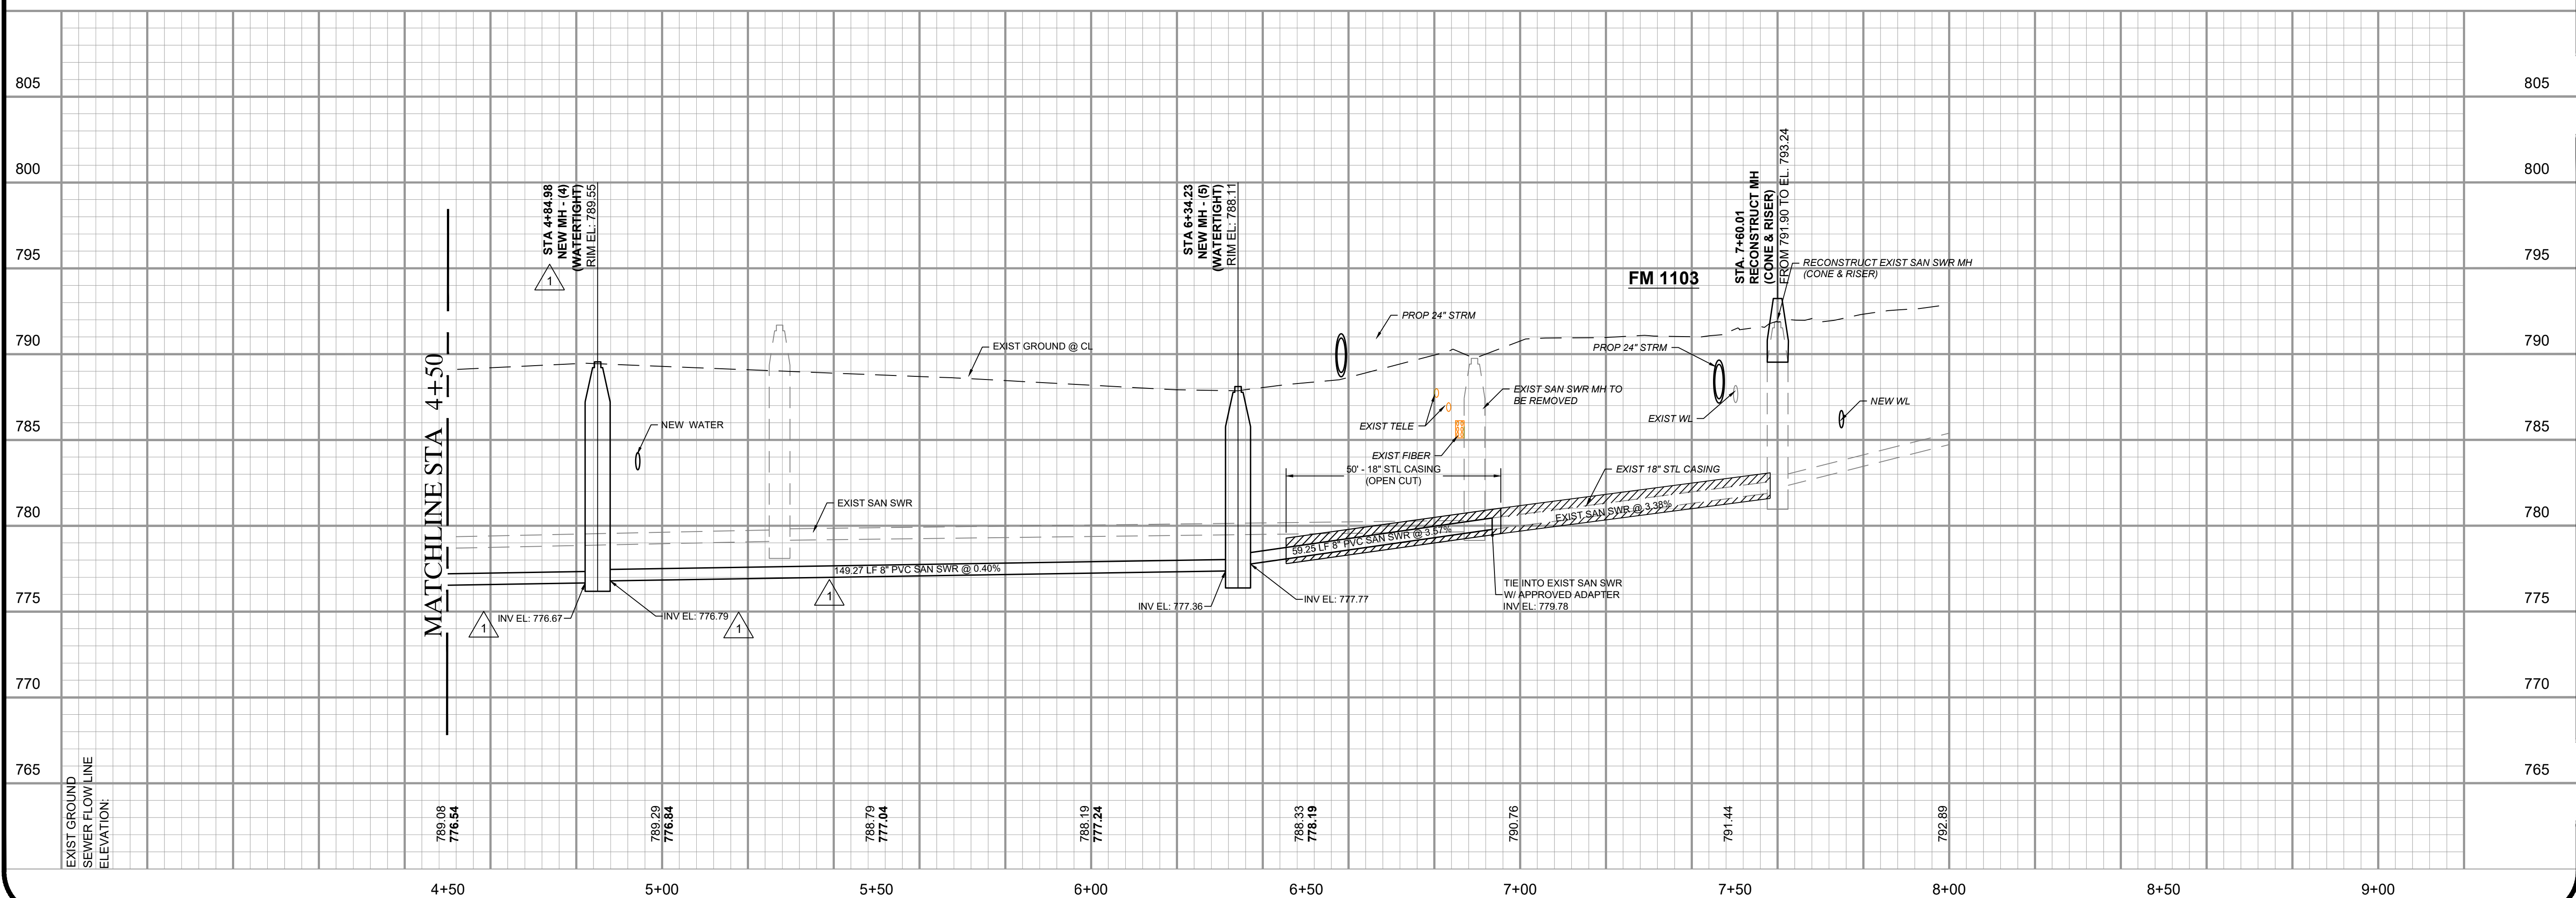 805
805
800
800
795
795
790
790
785
785
780
780
775
775
770
770
765
765
MATCHLINE STA 4+50
STA 4+84.98
NEW MH - (4)
(WATERTIGHT)
RIM EL: 789.55
1
STA 6+34.23
NEW MH - (5)
(WATERTIGHT)
RIM EL: 788.11
FM 1103
STA. 7+60.01
RECONSTRUCT MH
(CONE & RISER)
FROM 791.90 TO EL. 793.24
RECONSTRUCT EXIST SAN SWR MH
(CONE & RISER)
PROP 24" STRM
EXIST GROUND @ CL
PROP 24" STRM
EXIST SAN SWR MH TO
BE REMOVED
NEW WL
EXIST WL
NEW  WATER
EXIST TELE
EXIST FIBER
50' - 18" STL CASING
(OPEN CUT)
EXIST 18" STL CASING
EXIST SAN SWR
EXIST SAN SWR @ 3.38%
59.25 LF 8" PVC SAN SWR @ 3.57%
149.27 LF 8" PVC SAN SWR @ 0.40%
TIE INTO EXIST SAN SWR
W/ APPROVED ADAPTER
INV EL: 779.78
1
INV EL: 777.36
INV EL: 777.77
1
INV EL: 776.67
INV EL: 776.79
1
EXIST GROUND
SEWER FLOW LINE
ELEVATION:
789.08
776.54
789.29
776.84
788.79
777.04
788.19
777.24
788.33
778.19
790.76
791.44
792.89
4+50
5+00
5+50
6+00
6+50
7+00
7+50
8+00
8+50
9+00